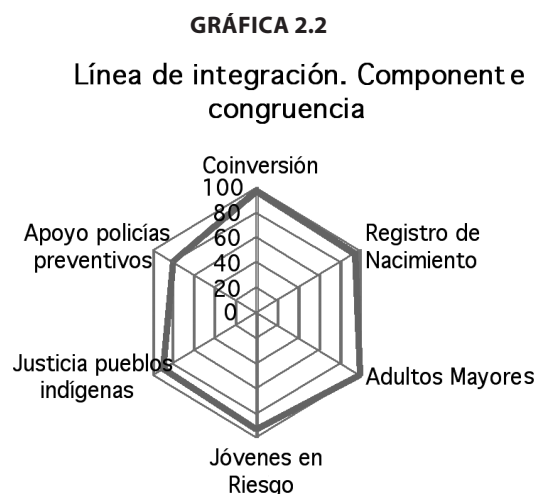 GRÁFICA 2.2
Línea de integración. Componente
congruencia
Coinversión
100
80
60
40
20
0
Apoyo policías
preventivos
Registro de
Nacimiento
Justicia pueblos
indígenas
Adultos Mayores
Jóvenes en
Riesgo